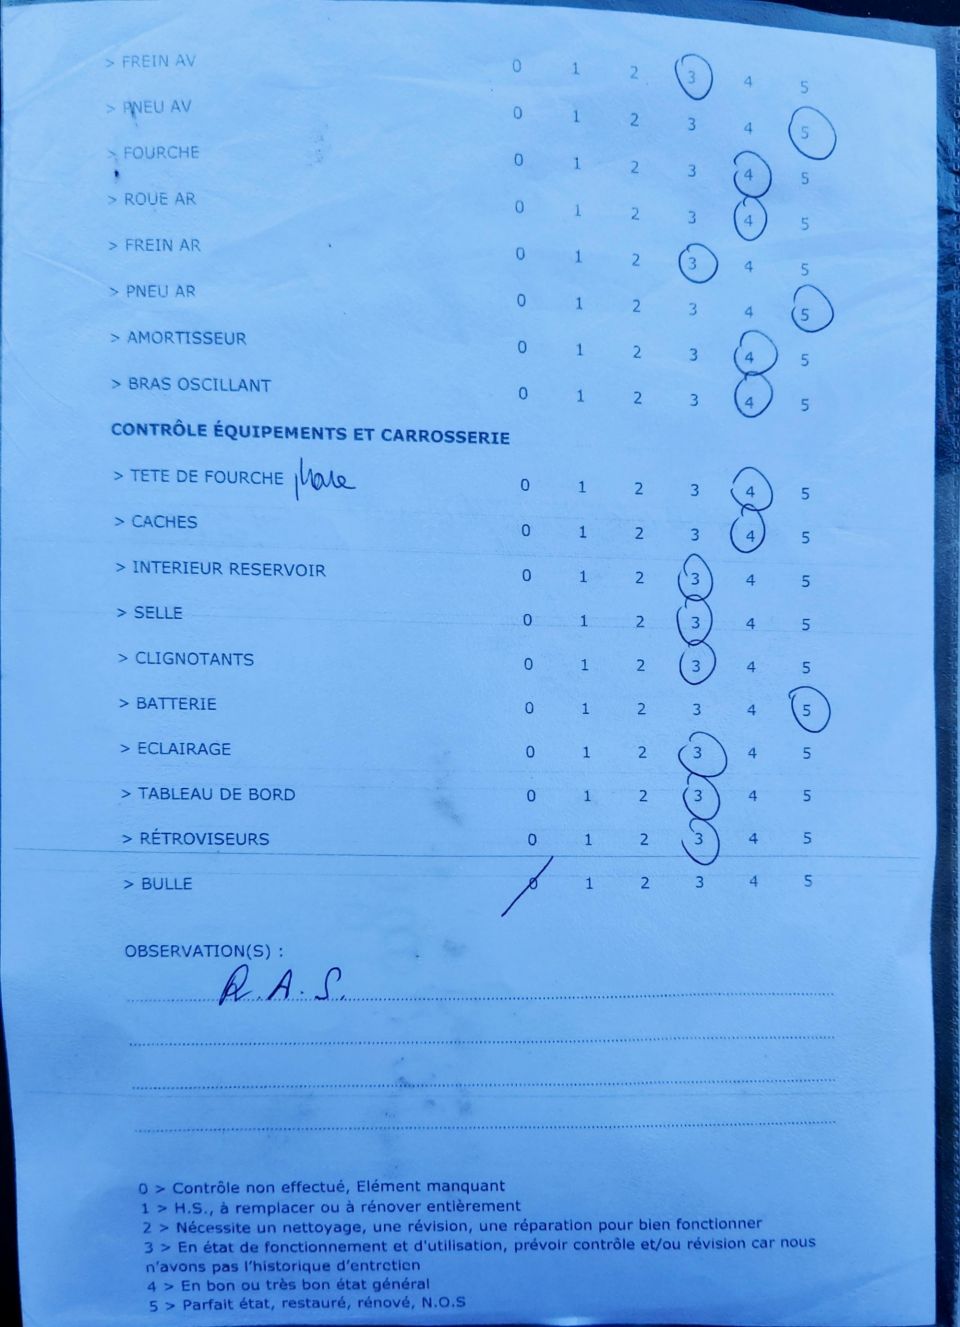 > FREIN AV 0 1 2 3 4 5
> PNEU AV 0 1 2 3 4 5
> FOURCHE 0 1 2 3 4 5
> ROUE AR 0 1 2 3 4 5
> FREIN AR 0 1 2 3 4 5
> PNEU AR 0 1 2 3 4 5
> AMORTISSEUR 0 1 2 3 4 5
> BRAS OSCILLANT 0 1 2 3 4 5
CONTRÔLE ÉQUIPEMENTS ET CARROSSERIE
> TETE DE FOURCHE 0 1 2 3 4 5
> CACHES 0 1 2 3 4 5
> INTERIEUR RESERVOIR 0 1 2 3 4 5
> SELLE 0 1 2 3 4 5
> CLIGNOTANTS 0 1 2 3 4 5
> BATTERIE 0 1 2 3 4 5
> ECLAIRAGE 0 1 2 3 4 5
> TABLEAU DE BORD 0 1 2 3 4 5
> RÉTROVISEURS 0 1 2 3 4 5
> BULLE 0 1 2 3 4 5
OBSERVATION(S) :
R.A.S.
0 > Contrôle non effectué, Elément manquant
1 > H.S., à remplacer ou à rénover entièrement
2 > Nécessite un nettoyage, une révision, une réparation pour bien fonctionner
3 > En état de fonctionnement et d'utilisation, prévoir contrôle et/ou révision car nous
n'avons pas l'historique d'entretien
4 > En bon ou très bon état général
5 > Parfait état, restauré, rénové, N.O.S